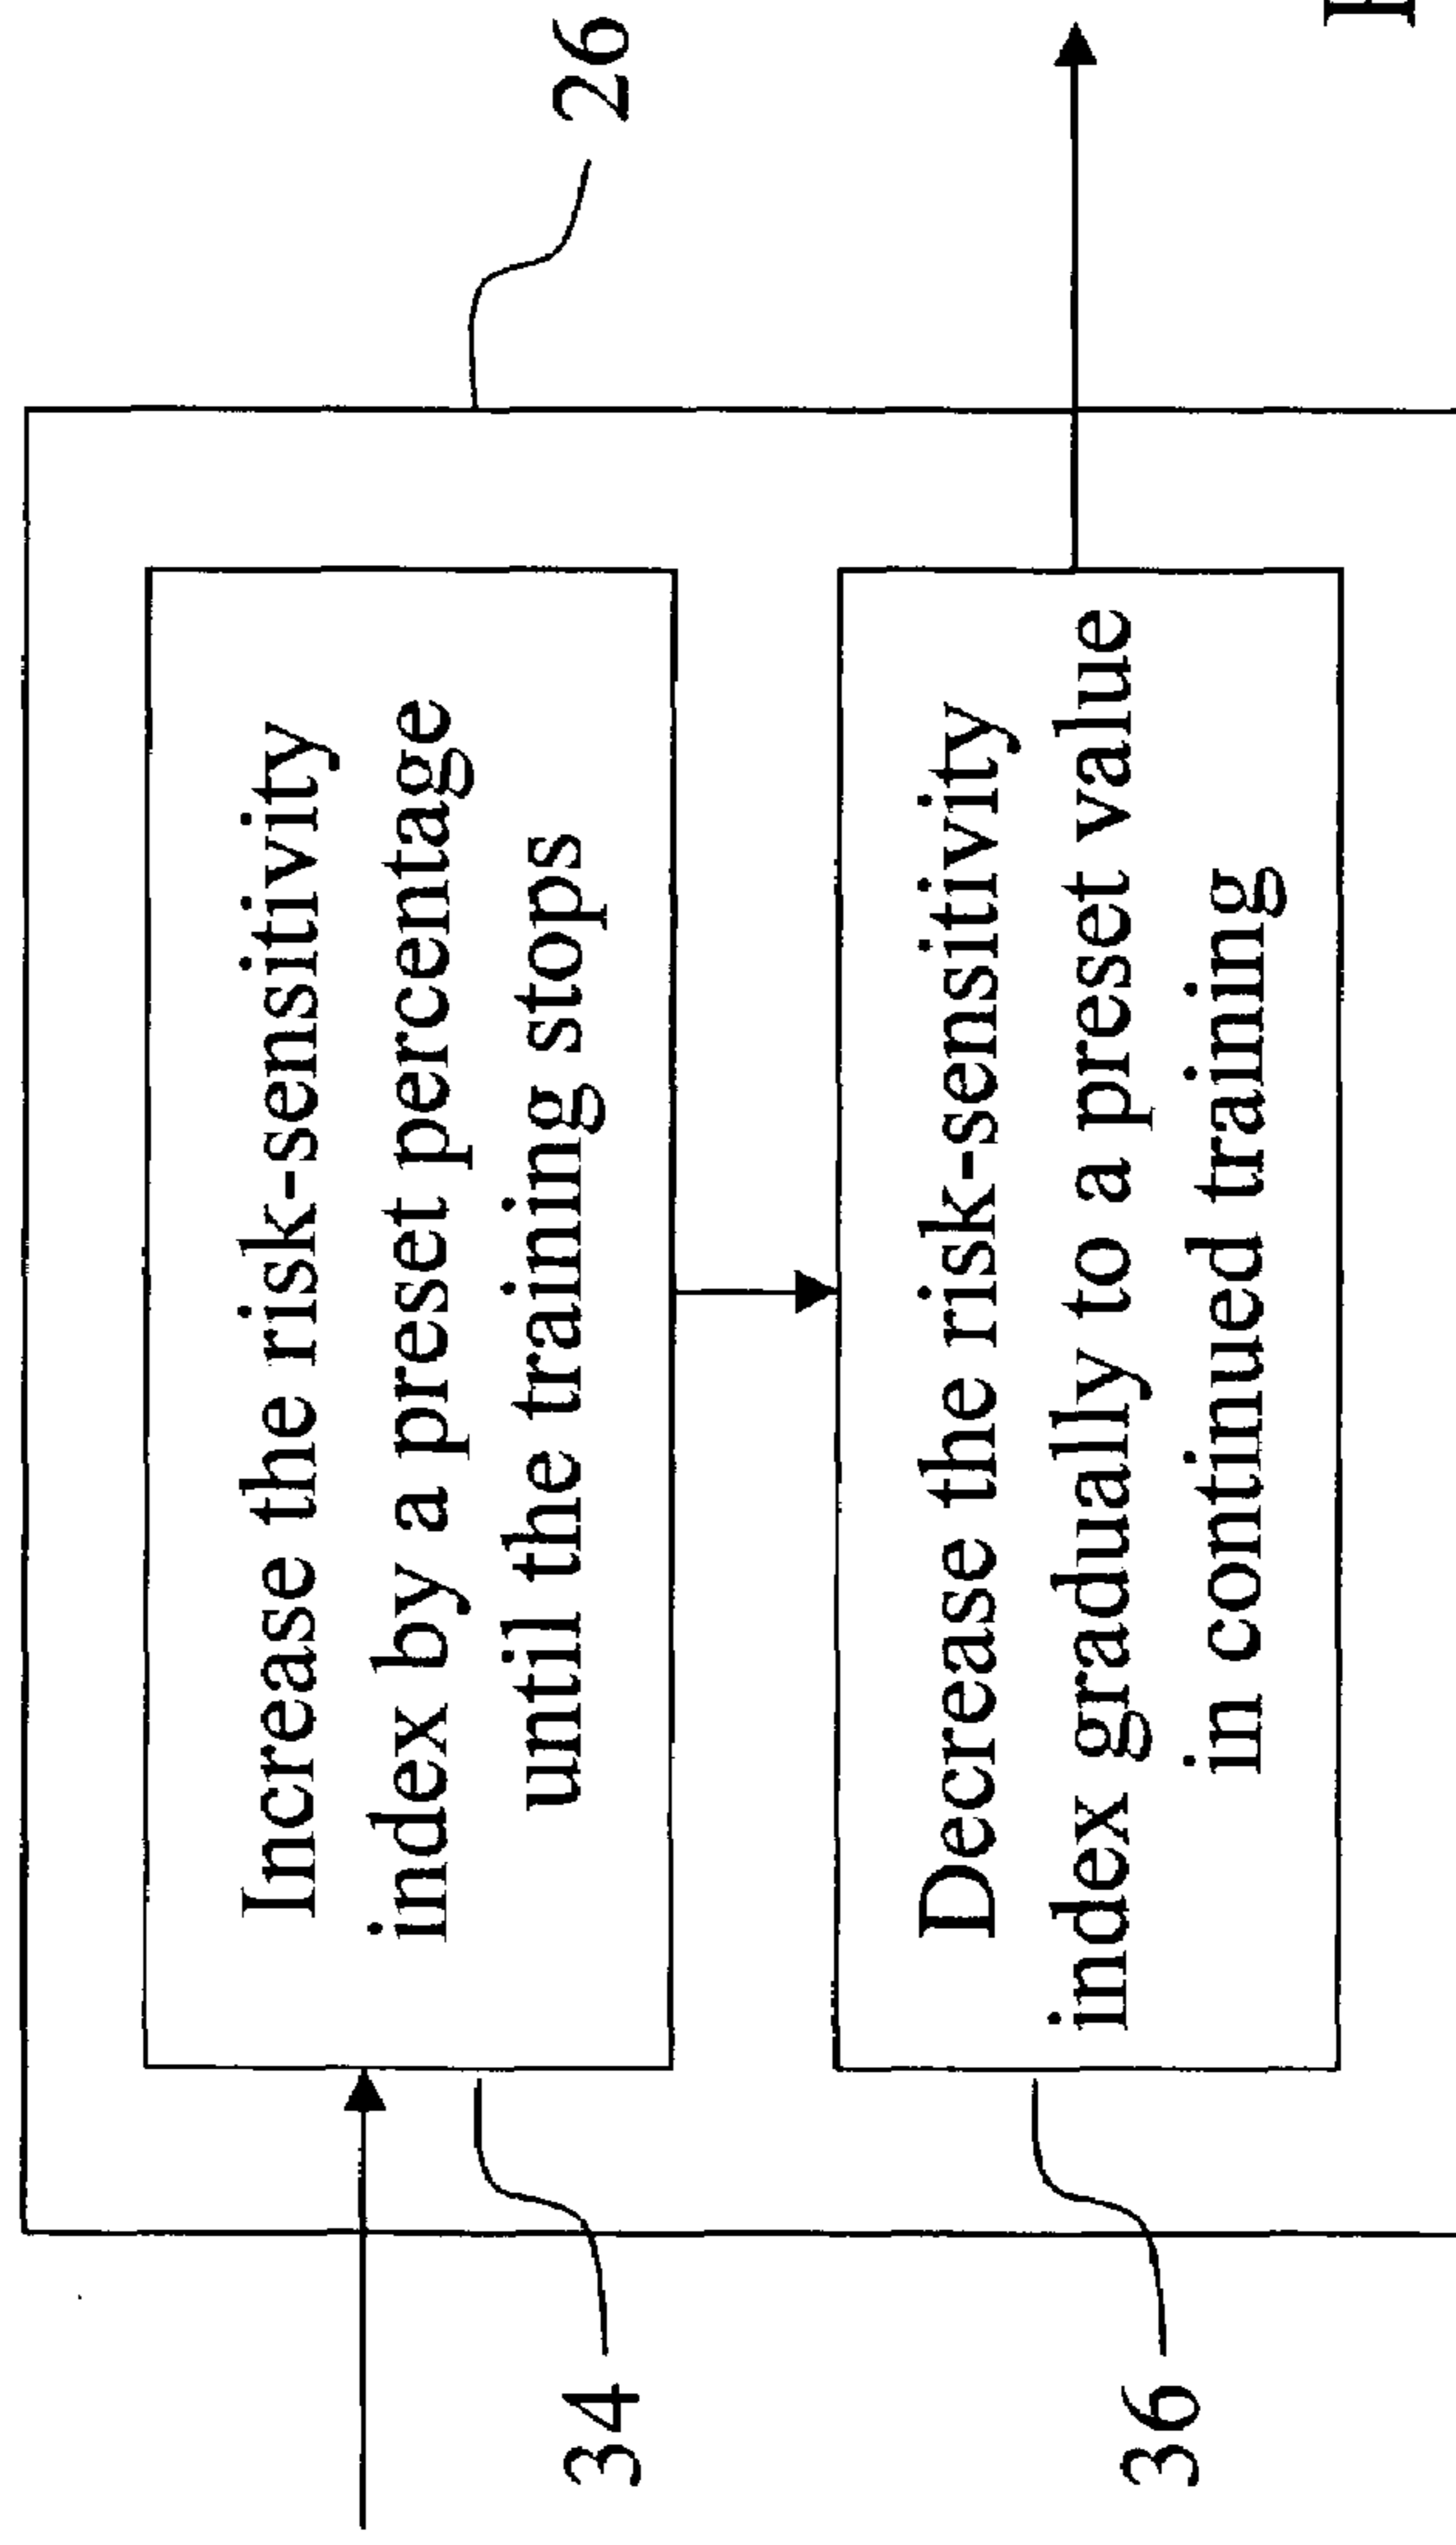 Increase the risk-sensitivity
index by a preset percentage
until the training stops
34
26
Decrease the risk-sensitivity
index gradually to a preset value
in continued training
36